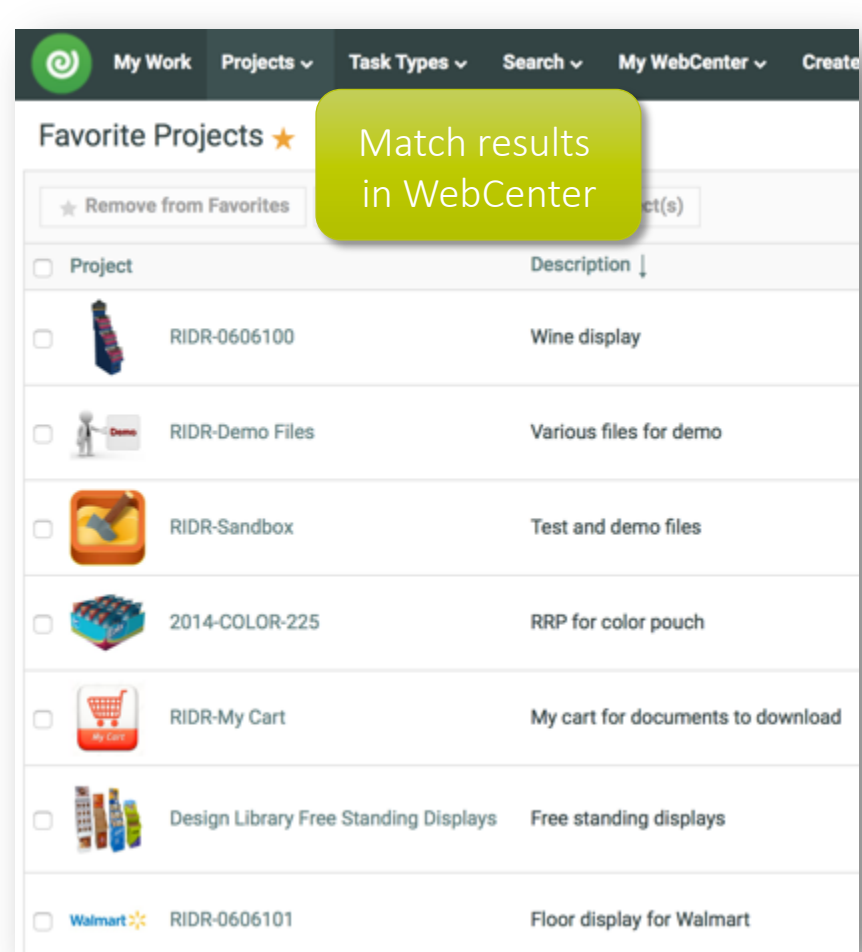 My Work Projects Task Types Search My WebCenter Create
Favorite Projects
Match results
in WebCenter
Remove from Favorites ct(s)
Project Description ↓
RIDR-0606100 Wine display
Demo RIDR-Demo Files Various files for demo
RIDR-Sandbox Test and demo files
2014-COLOR-225 RRP for color pouch
My Cart RIDR-My Cart My cart for documents to download
Design Library Free Standing Displays Free standing displays
Walmart RIDR-0606101 Floor display for Walmart